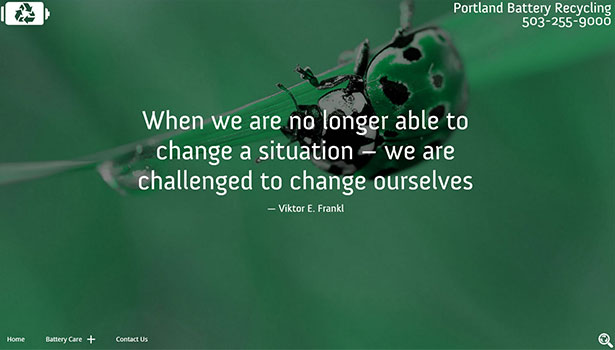 Portland Battery Recycling
503-255-9000
When we are no longer able to
change a situation – we are
challenged to change ourselves
— Viktor E. Frankl
Home Battery Care + Contact Us